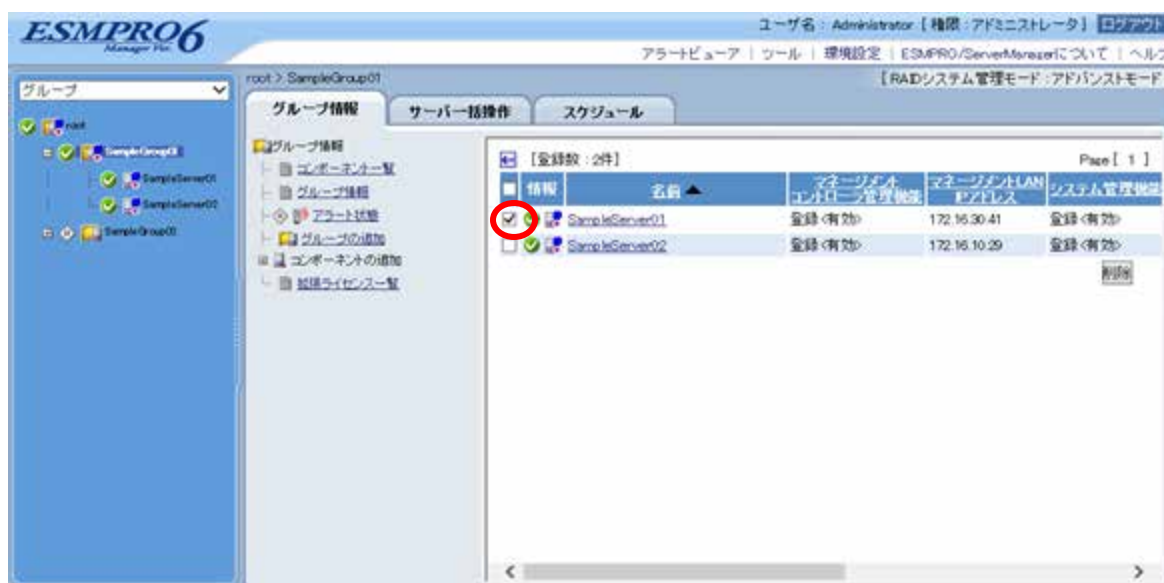 ESMPRO6
Manager Ver.
ユーザ名 : Administrator [ 権限 : アドミニストレータ ] ログアウト
アラートビューア | ツール | 環境設定 | ESMPRO/ServerManagerについて | ヘルプ
グループ
root > SampleGroup01
【 RAIDシステム管理モード : アドバンストモード
グループ情報
サーバ一括操作
スケジュール
root
SampleGroup01
SampleServer01
SampleServer02
グループ情報
コンポーネント一覧
グループ情報
アラート状態
グループの追加
コンポーネントの追加
拡張ライセンス一覧
[登録数 : 2件]
Page [ 1 ]
情報
名前 ▲
マネージメント
コントローラ管理機能
マネージメントLAN
IPアドレス
システム管理機能
SampleServer01
登録<有効>
172.16.30.41
登録<有効>
SampleServer02
登録<有効>
172.16.10.29
登録<有効>
削除